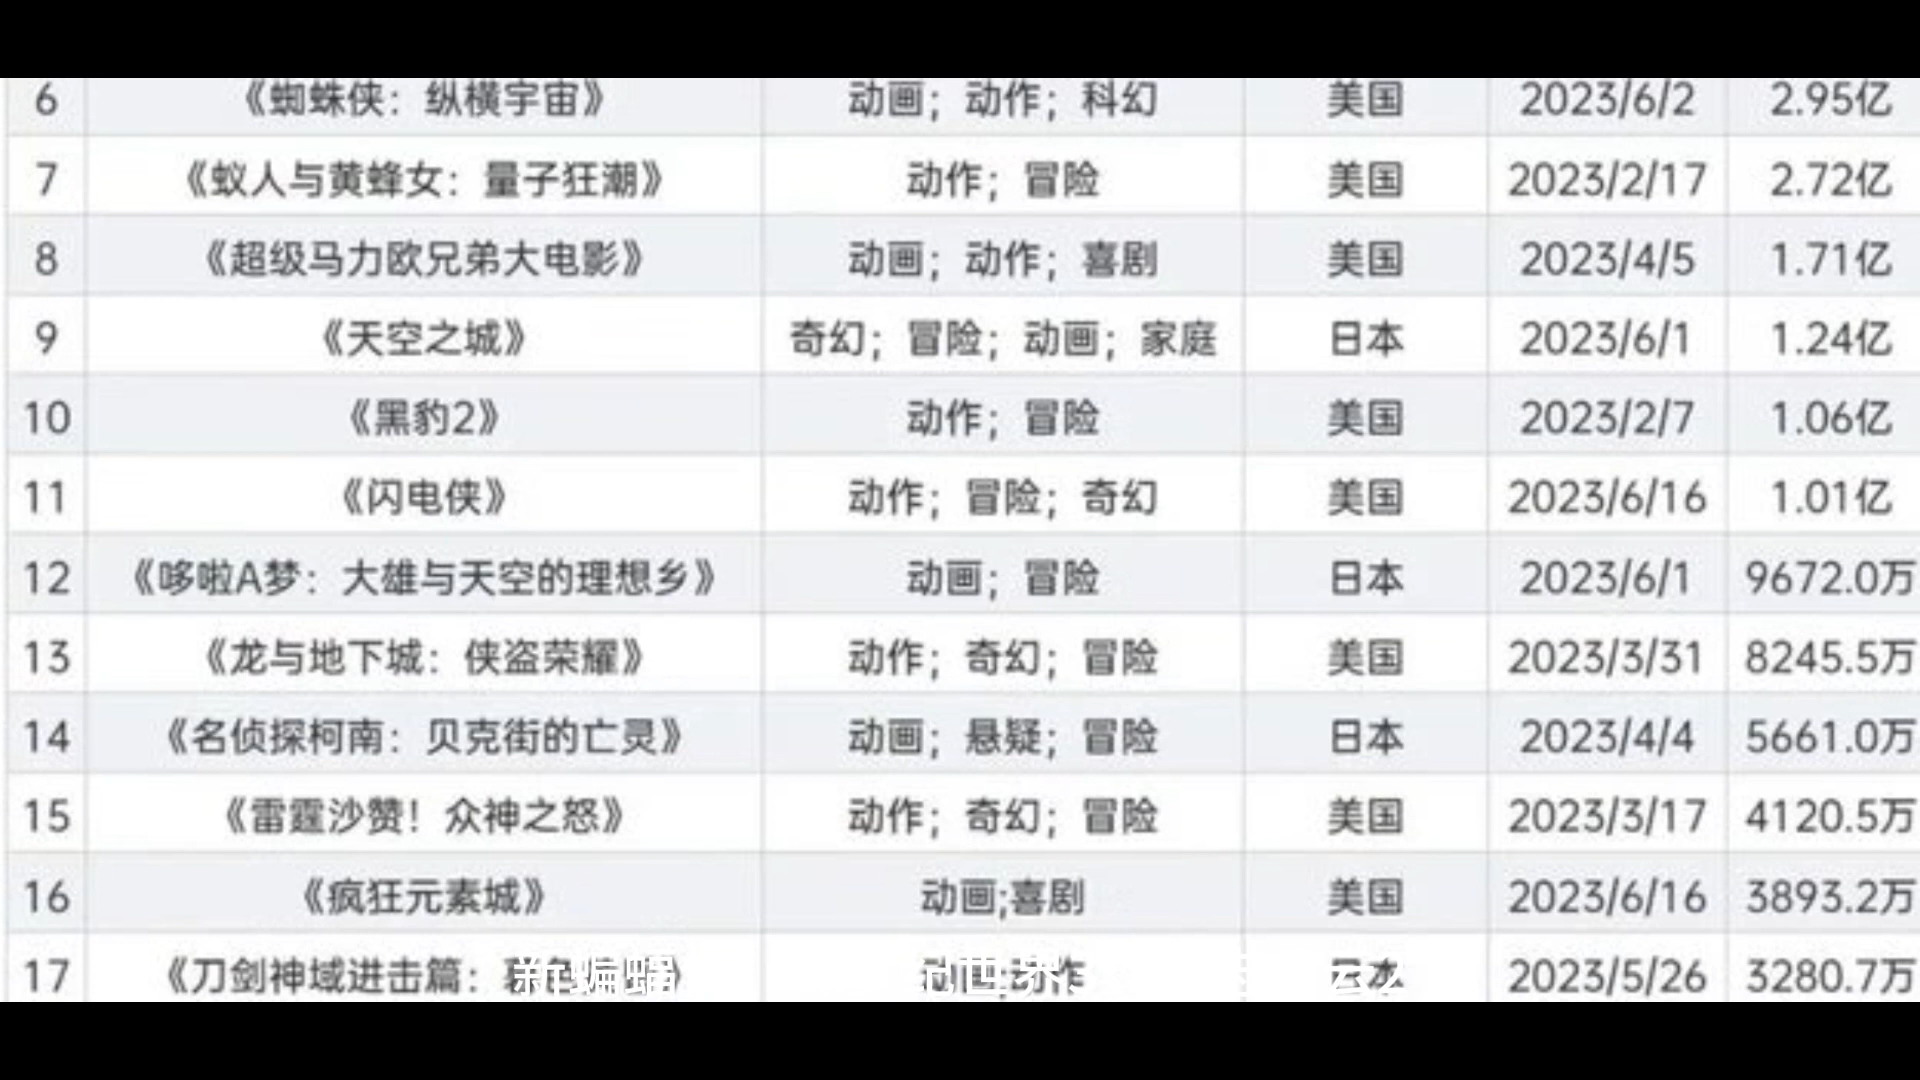 6 《蜘蛛侠：纵横宇宙》 动画；动作；科幻 美国 2023/6/2 2.95亿
7 《蚁人与黄蜂女：量子狂潮》 动作；冒险 美国 2023/2/17 2.72亿
8 《超级马力欧兄弟大电影》 动画；动作；喜剧 美国 2023/4/5 1.71亿
9 《天空之城》 奇幻；冒险；动画；家庭 日本 2023/6/1 1.24亿
10 《黑豹2》 动作；冒险 美国 2023/2/7 1.06亿
11 《闪电侠》 动作；冒险；奇幻 美国 2023/6/16 1.01亿
12 《哆啦A梦：大雄与天空的理想乡》 动画；冒险 日本 2023/6/1 9672.0万
13 《龙与地下城：侠盗荣耀》 动作；奇幻；冒险 美国 2023/3/31 8245.5万
14 《名侦探柯南：贝克街的亡灵》 动画；悬疑；冒险 日本 2023/4/4 5661.0万
15 《雷霆沙赞！众神之怒》 动作；奇幻；冒险 美国 2023/3/17 4120.5万
16 《疯狂元素城》 动画;喜剧 美国 2023/6/16 3893.2万
17 《刀剑神域进击篇： 日本 2023/5/26 3280.7万
新蝙蝠 世界